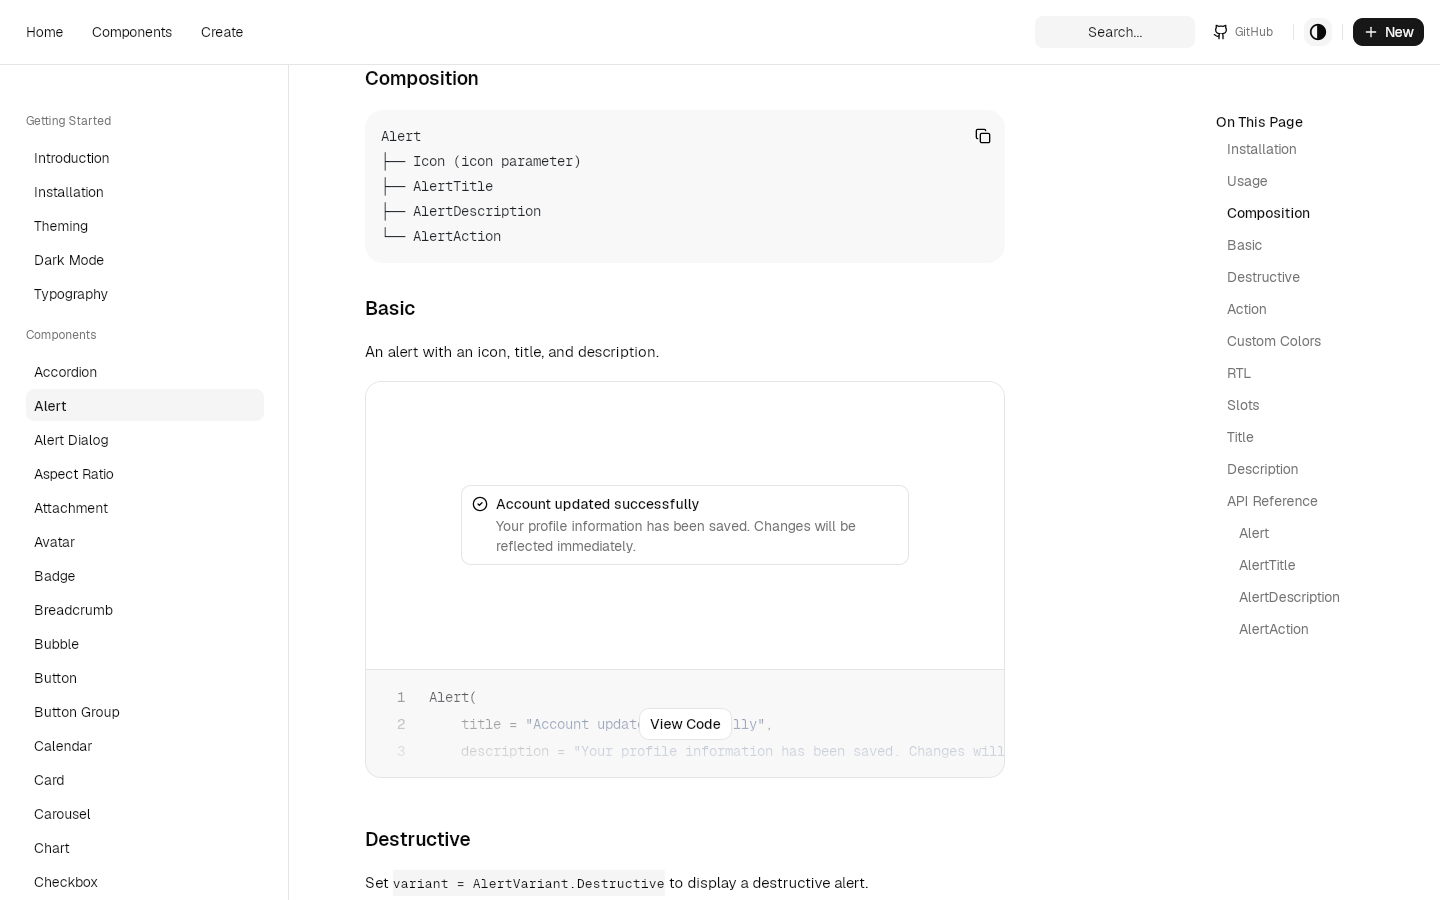 Home
Components
Create
Search...
GitHub
New
Getting Started
Introduction
Installation
Theming
Dark Mode
Typography
Components
Accordion
Alert
Alert Dialog
Aspect Ratio
Attachment
Avatar
Badge
Breadcrumb
Bubble
Button
Button Group
Calendar
Card
Carousel
Chart
Checkbox
Composition
Alert
├── Icon (icon parameter)
├── AlertTitle
├── AlertDescription
└── AlertAction
Basic
An alert with an icon, title, and description.
Account updated successfully
Your profile information has been saved. Changes will be
reflected immediately.
1 Alert(
2 title = "Account updat lly",
3 description = "Your profile information has been saved. Changes will
View Code
Destructive
Set variant = AlertVariant.Destructive to display a destructive alert.
On This Page
Installation
Usage
Composition
Basic
Destructive
Action
Custom Colors
RTL
Slots
Title
Description
API Reference
Alert
AlertTitle
AlertDescription
AlertAction